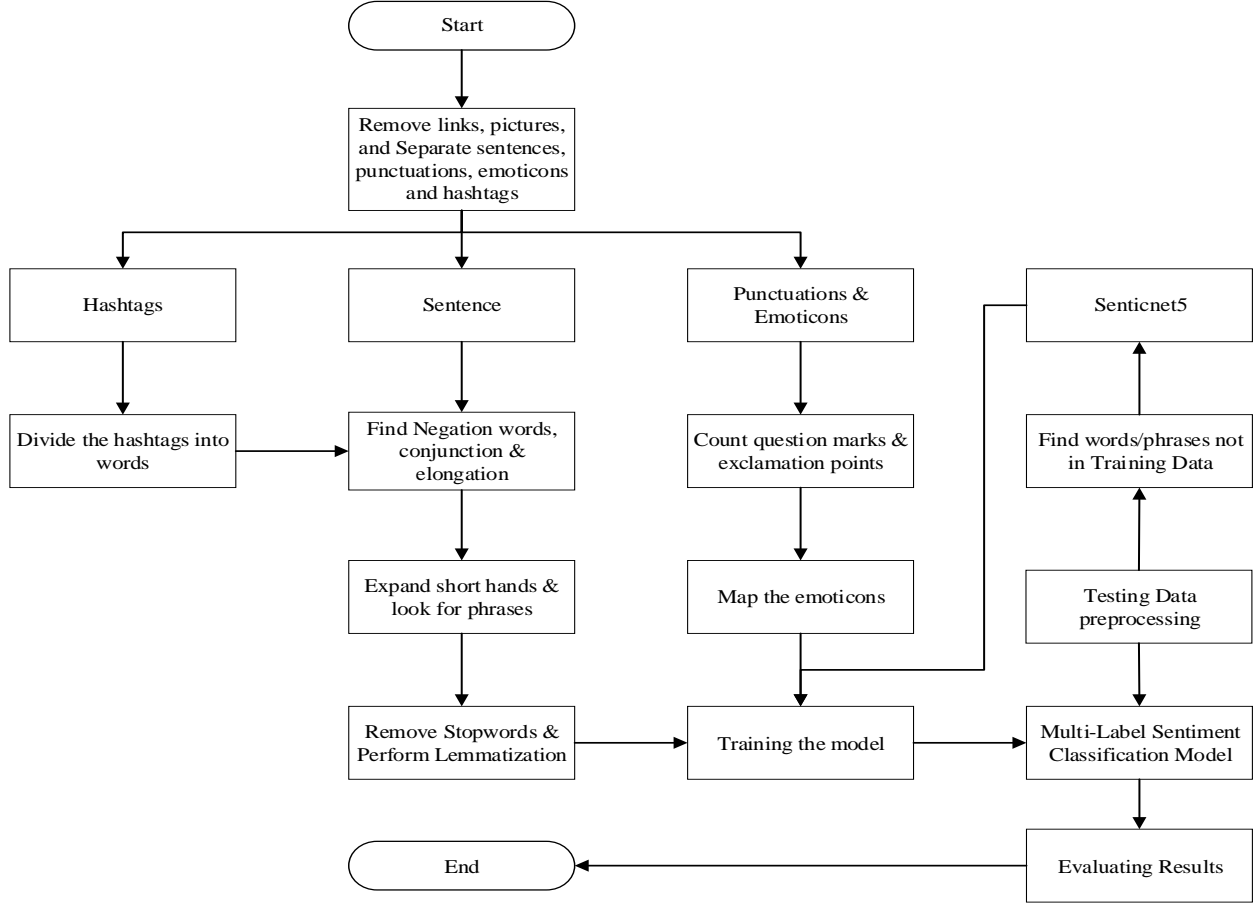 Start
Remove links, pictures,
and Separate sentences,
punctuations, emoticons
and hashtags
Hashtags
Sentence
Punctuations &
Emoticons
Senticnet5
Divide the hashtags into
words
Find Negation words,
conjunction &
elongation
Count question marks &
exclamation points
Find words/phrases not
in Training Data
Expand short hands &
look for phrases
Map the emoticons
Testing Data
preprocessing
Remove Stopwords &
Perform Lemmatization
Training the model
Multi-Label Sentiment
Classification Model
End
Evaluating Results